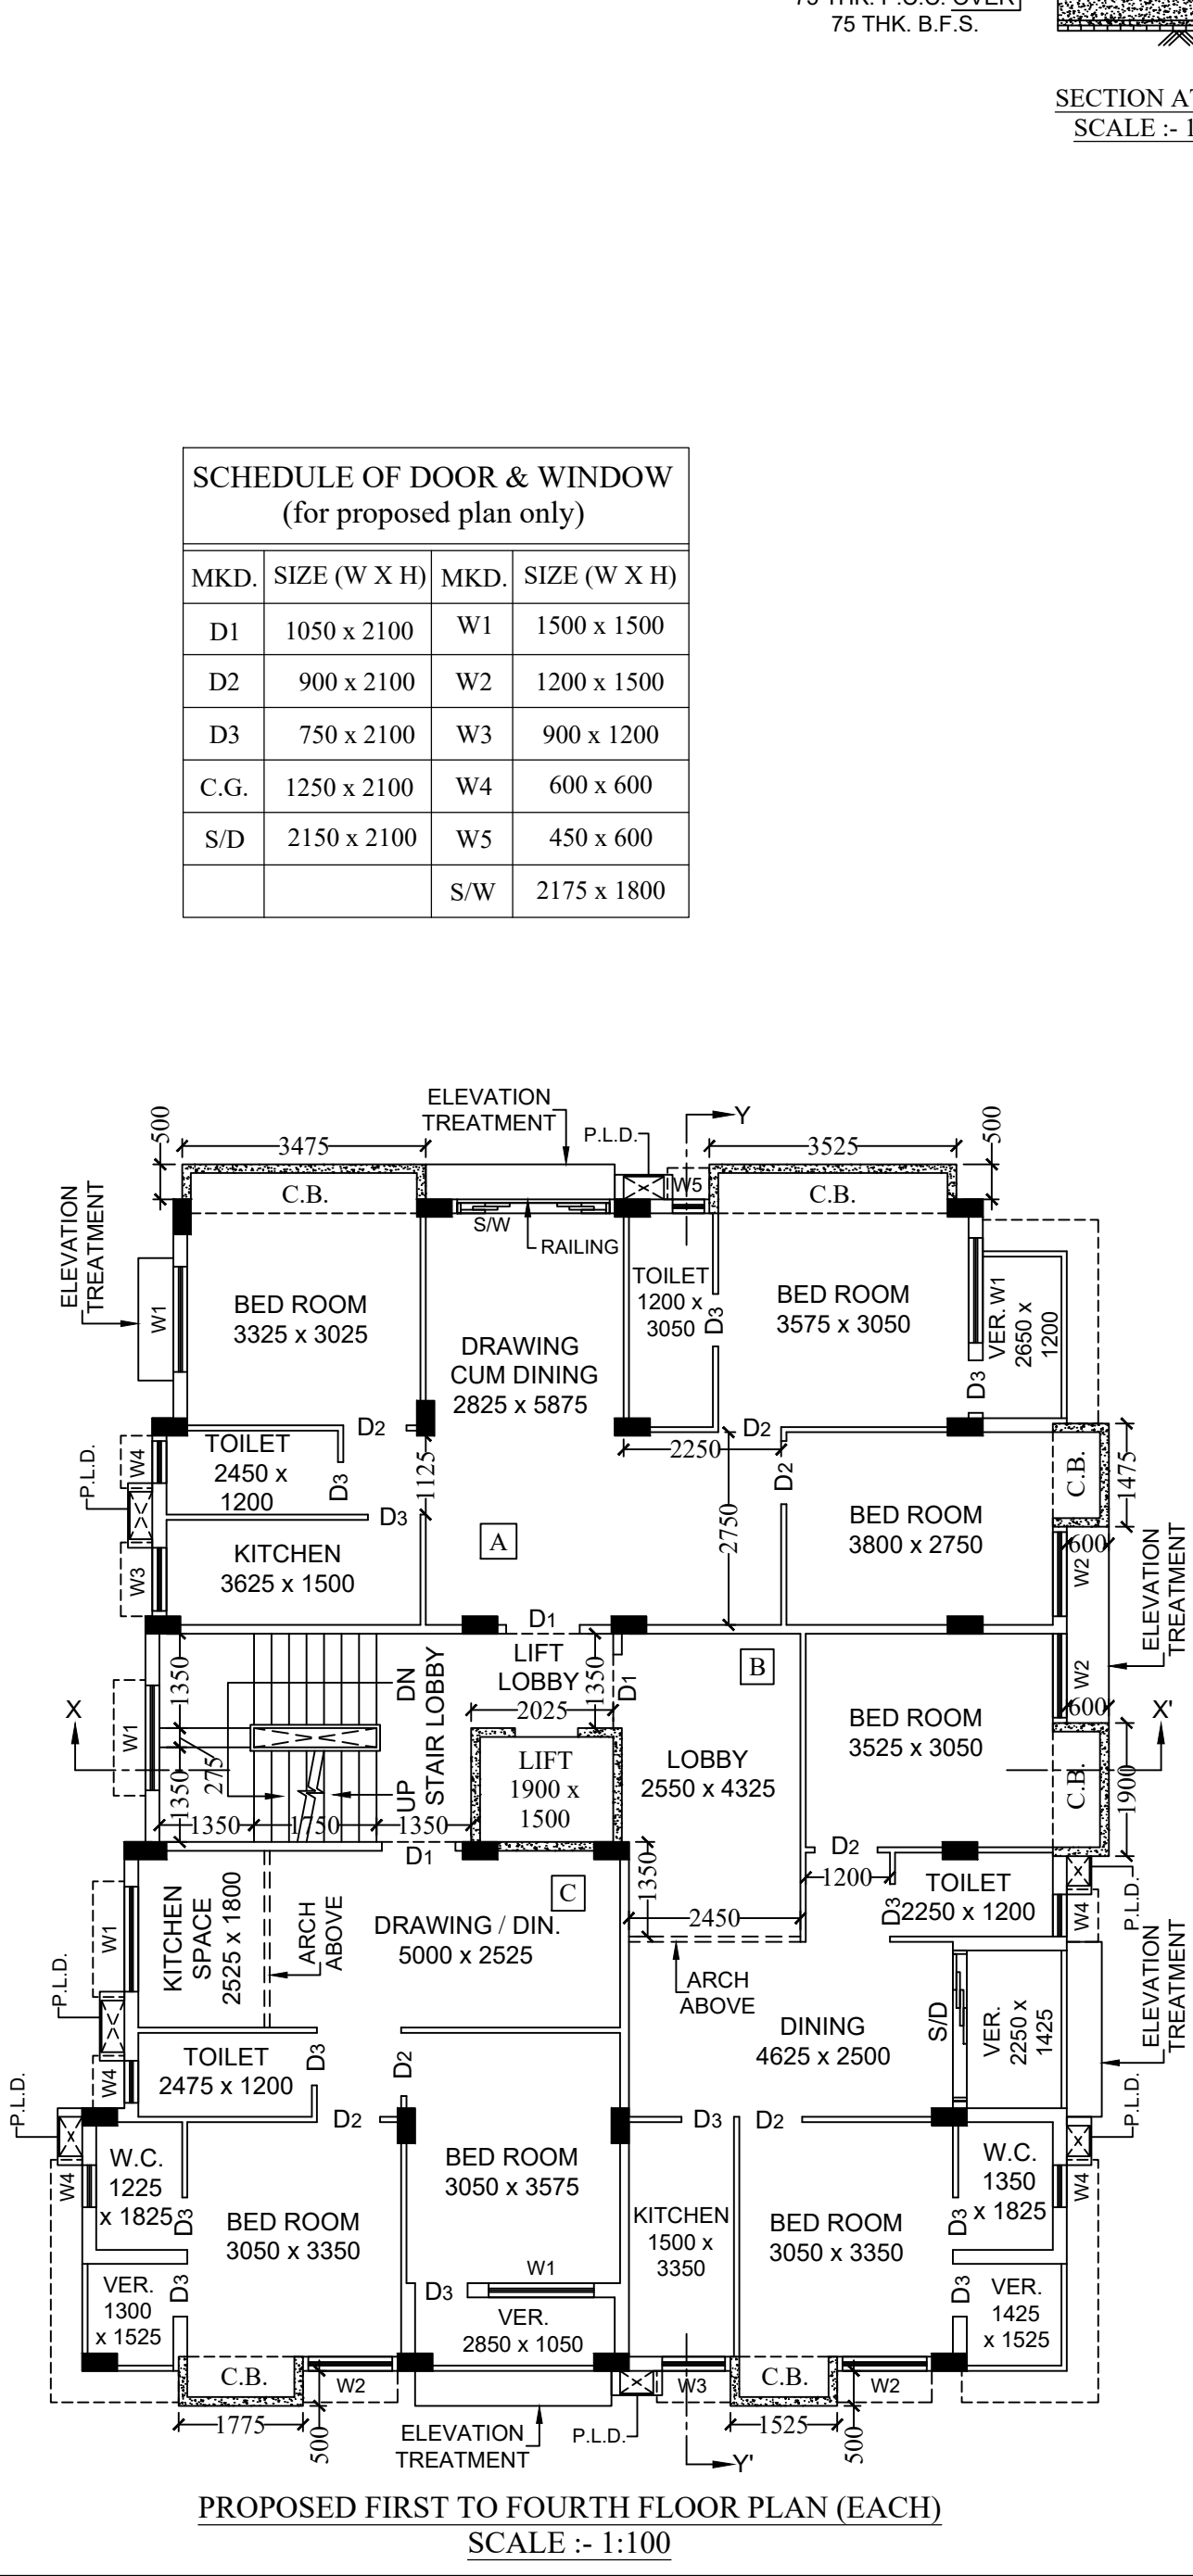 75 THK. P.C.C. OVER
75 THK. B.F.S.
SECTION AT
SCALE :- 1
SCHEDULE OF DOOR & WINDOW
(for proposed plan only)
MKD. SIZE (W X H) MKD. SIZE (W X H)
D1 1050 x 2100 W1 1500 x 1500
D2 900 x 2100 W2 1200 x 1500
D3 750 x 2100 W3 900 x 1200
C.G. 1250 x 2100 W4 600 x 600
S/D 2150 x 2100 W5 450 x 600
S/W 2175 x 1800
ELEVATION
TREATMENT
Y
P.L.D.
500
3475
3525
500
C.B.
W5
C.B.
S/W
RAILING
ELEVATION
TREATMENT
W1
BED ROOM
3325 x 3025
DRAWING
CUM DINING
2825 x 5875
TOILET
1200 x
3050
D3
BED ROOM
3575 x 3050
VER. W1
2650 x
1200
D3
D2
D2
2250
P.L.D.
W4
TOILET
2450 x
1200
D3
1125
D3
D2
2750
BED ROOM
3800 x 2750
C.B.
1475
A
W3
KITCHEN
3625 x 1500
600
W2
ELEVATION
TREATMENT
D1
LIFT
LOBBY
1350
D1
B
1350
DN
STAIR LOBBY
2025
W2
600
X
W1
275
1350
UP
LIFT
1900 x
1500
LOBBY
2550 x 4325
BED ROOM
3525 x 3050
C.B.
1900
X'
1350
1750
1350
D1
D2
C
1350
1200
TOILET
2250 x 1200
D3
P.L.D.
W4
W1
KITCHEN
SPACE
2525 x 1800
ARCH
ABOVE
DRAWING / DIN.
5000 x 2525
2450
ARCH
ABOVE
P.L.D.
DINING
4625 x 2500
S/D
VER.
2250 x
1425
ELEVATION
TREATMENT
W4
TOILET
2475 x 1200
D3
D2
P.L.D.
D2
D3
D2
P.L.D.
W4
W.C.
1225
x 1825
D3
BED ROOM
3050 x 3350
BED ROOM
3050 x 3575
KITCHEN
1500 x
3350
BED ROOM
3050 x 3350
D3
W.C.
1350
x 1825
W4
VER.
1300
x 1525
D3
D3
W1
VER.
2850 x 1050
D3
VER.
1425
x 1525
C.B.
W2
W3
C.B.
W2
1775
500
ELEVATION
TREATMENT
P.L.D.
1525
500
Y'
PROPOSED FIRST TO FOURTH FLOOR PLAN (EACH)
SCALE :- 1:100